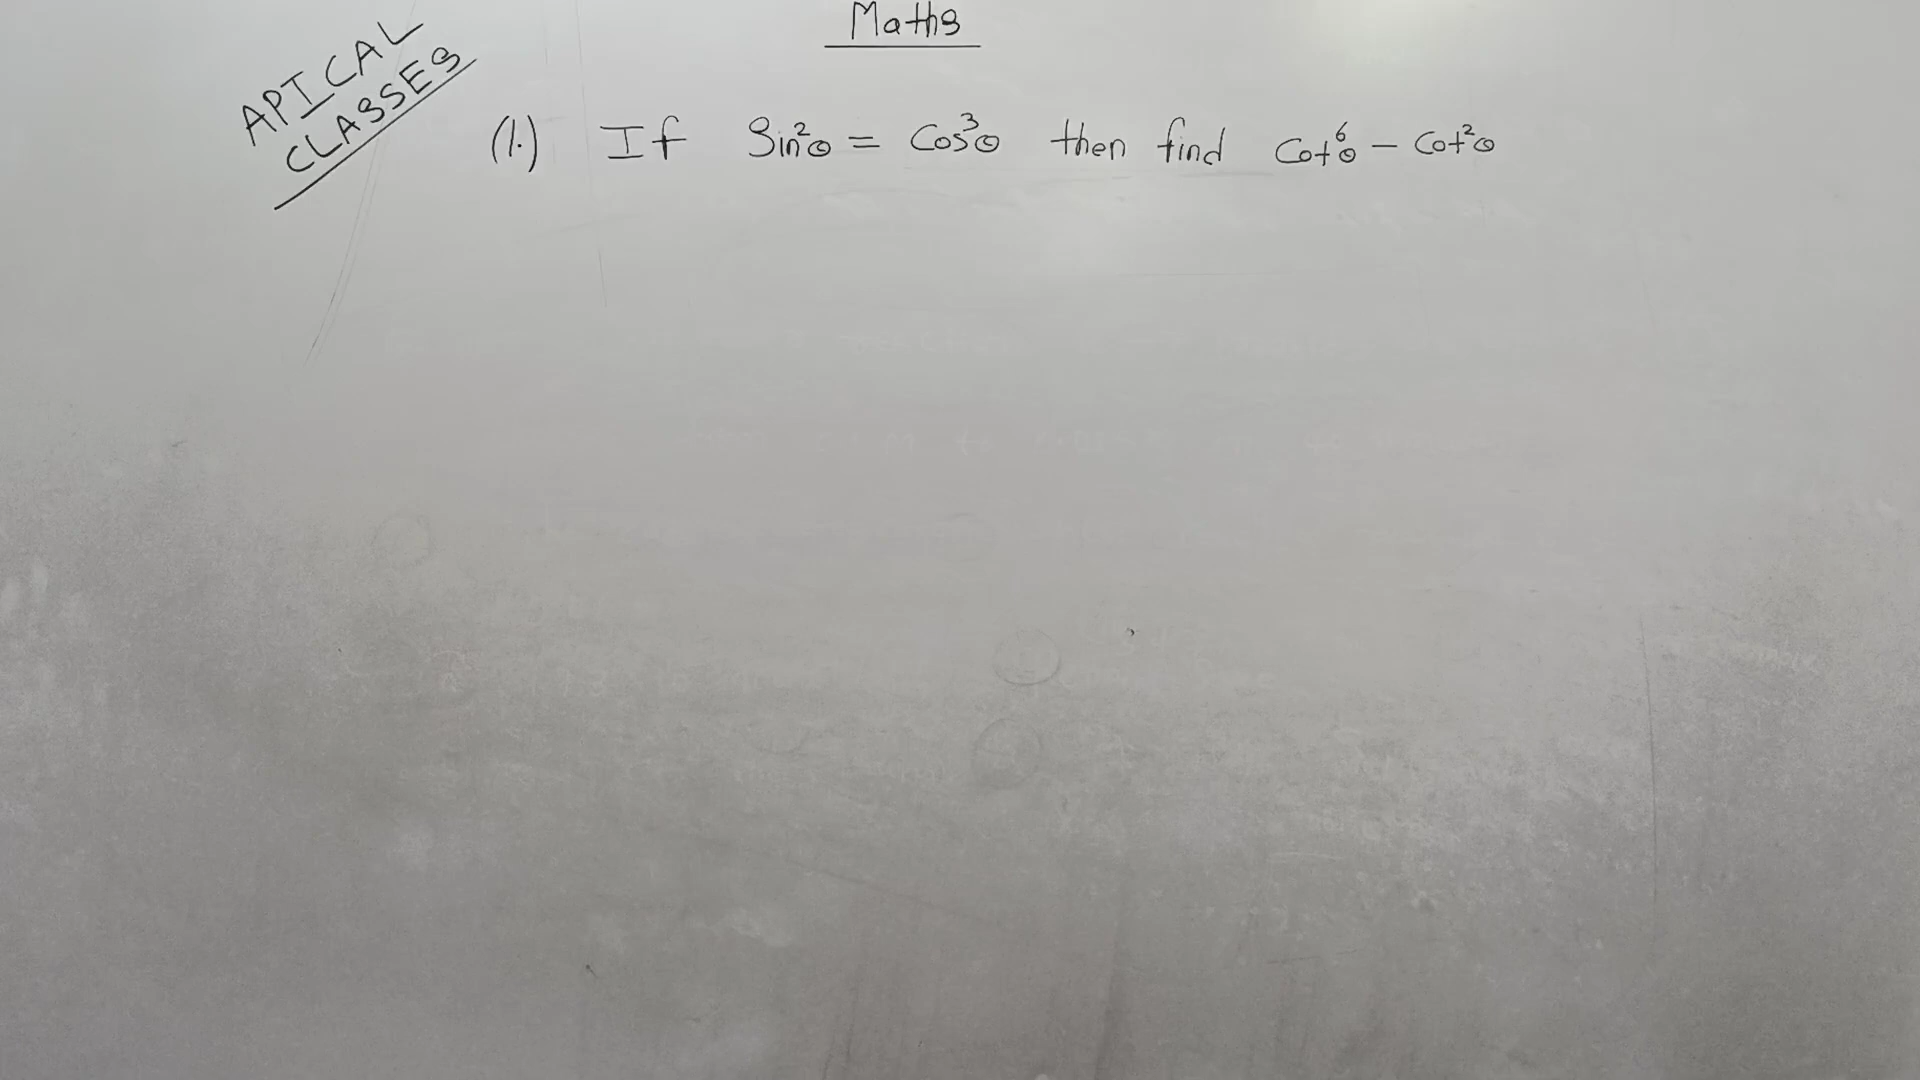 Maths
APICAL
CLASSES
(1.) If Sin²θ = Cos³θ then find Cot⁶θ - Cot²θ